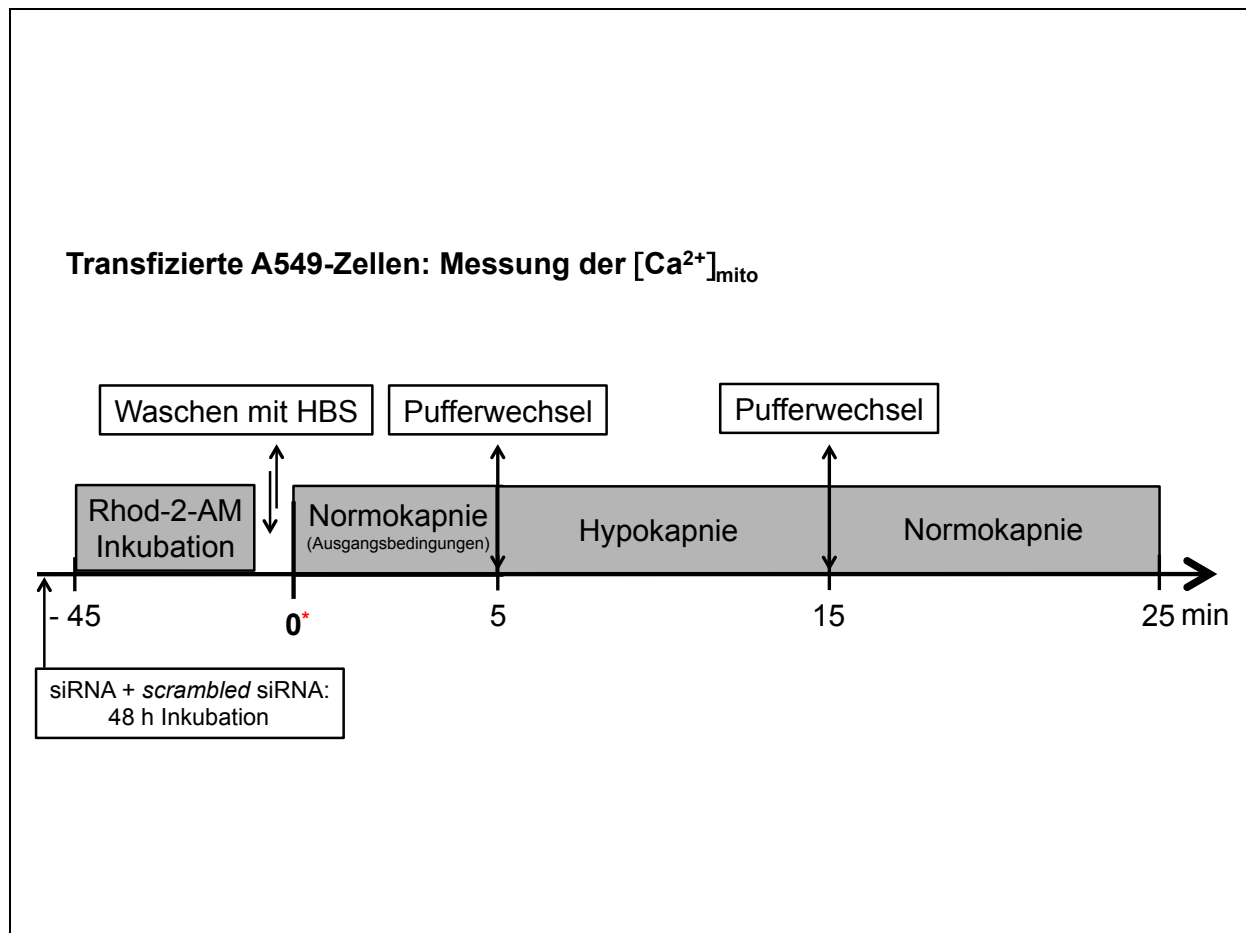 Transfizierte A549-Zellen: Messung der [Ca²⁺]mito
Waschen mit HBS
Pufferwechsel
Pufferwechsel
Rhod-2-AM
Inkubation
Normokapnie
(Ausgangsbedingungen)
Hypokapnie
Normokapnie
- 45
0*
5
15
25 min
siRNA + scrambled siRNA:
48 h Inkubation